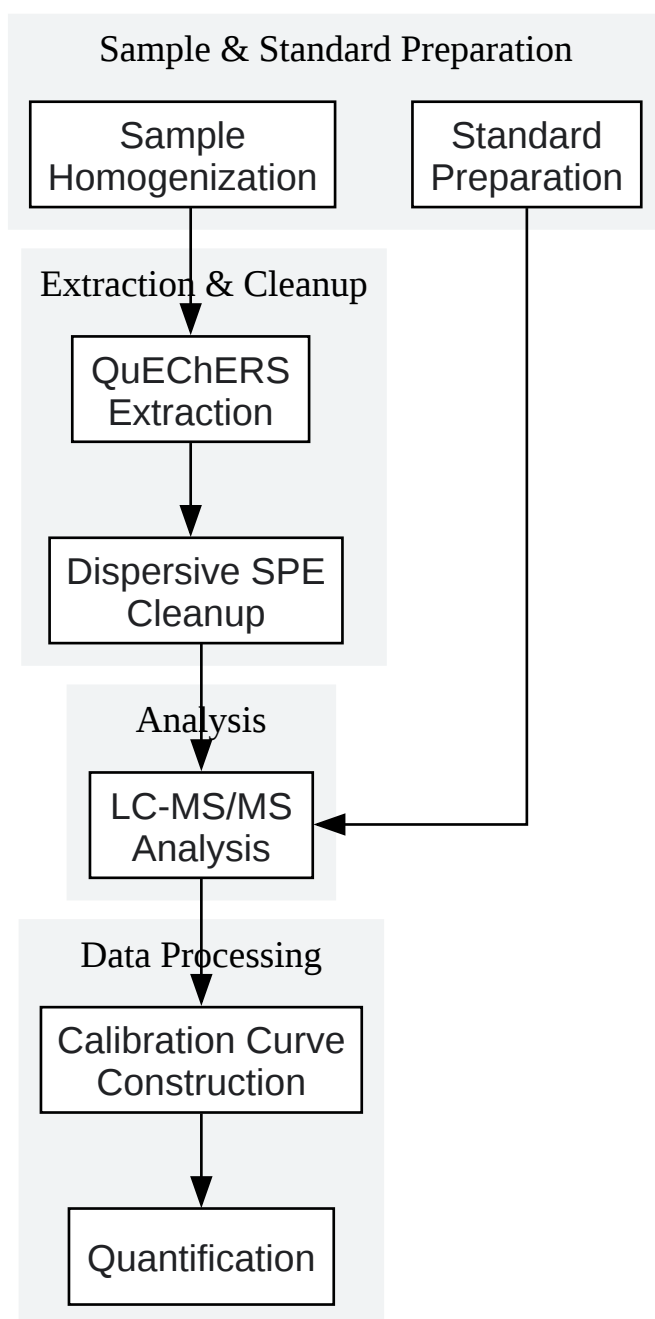 Sample & Standard Preparation
Sample
Homogenization
Standard
Preparation
Extraction & Cleanup
QuEChERS
Extraction
Dispersive SPE
Cleanup
Analysis
LC-MS/MS
Analysis
Data Processing
Calibration Curve
Construction
Quantification